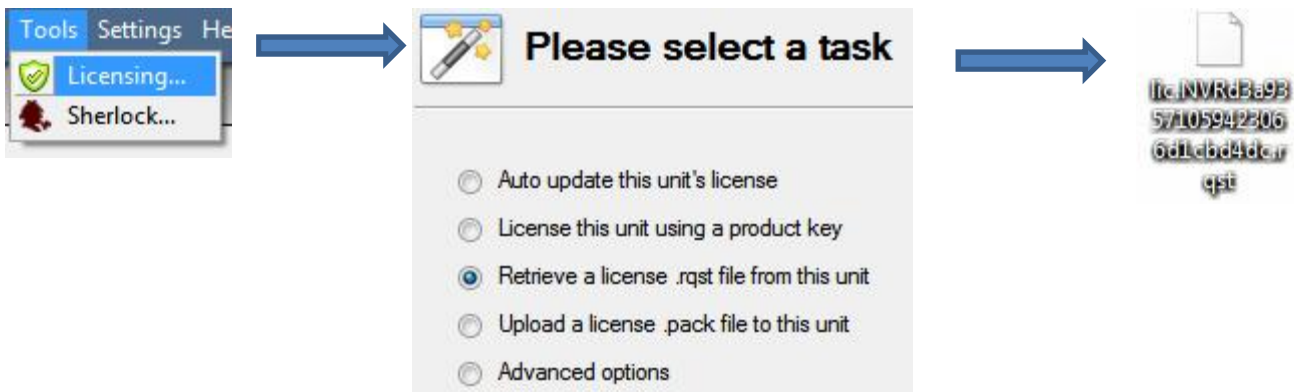 Tools Settings He
Licensing...
Sherlock...
Please select a task
Auto update this unit's license
License this unit using a product key
Retrieve a license .rqst file from this unit
Upload a license .pack file to this unit
Advanced options
lic.NVRd3a93
57105942306
6d1cbd4dc.r
qst